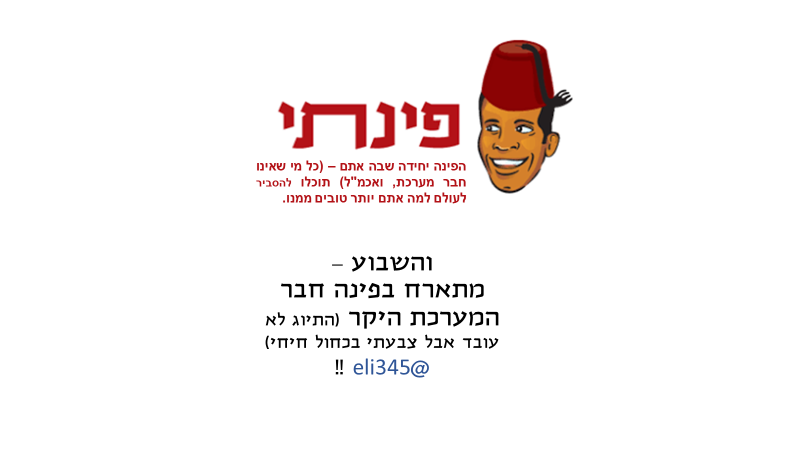 פינתי
הפינה יחידה שבה אתם – (כל מי שאינו
חבר מערכת, ואכמ"ל) תוכלו להסביר
לעולם למה אתם יותר טובים ממנו.
והשבוע –
מתארח בפינה חבר
המערכת היקר (התיוג לא
עובד אבל צבעתי בכחול חיחי)
@eli345 !!